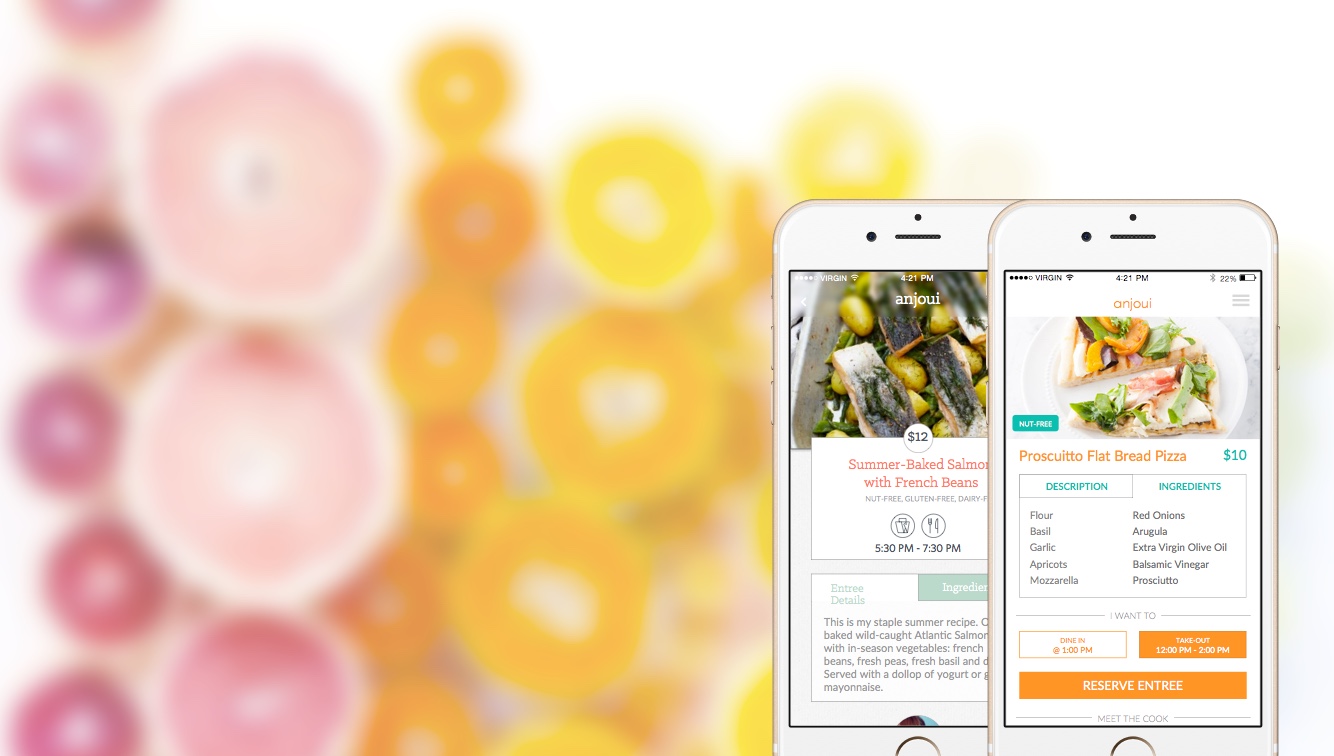 VIRGIN
4:21 PM
anjoui
$12
Summer-Baked Salmon
with French Beans
NUT-FREE, GLUTEN-FREE, DAIRY-F
5:30 PM - 7:30 PM
Entree
Details
Ingredien
This is my staple summer recipe. O
baked wild-caught Atlantic Salmon
with in-season vegetables: french
beans, fresh peas, fresh basil and d
Served with a dollop of yogurt or g
mayonnaise.
VIRGIN
4:21 PM
22%
anjoui
NUT-FREE
Proscuitto Flat Bread Pizza
$10
DESCRIPTION
INGREDIENTS
Flour
Basil
Garlic
Apricots
Mozzarella
Red Onions
Arugula
Extra Virgin Olive Oil
Balsamic Vinegar
Prosciutto
I WANT TO
DINE IN
@ 1:00 PM
TAKE-OUT
12:00 PM - 2:00 PM
RESERVE ENTREE
MEET THE COOK